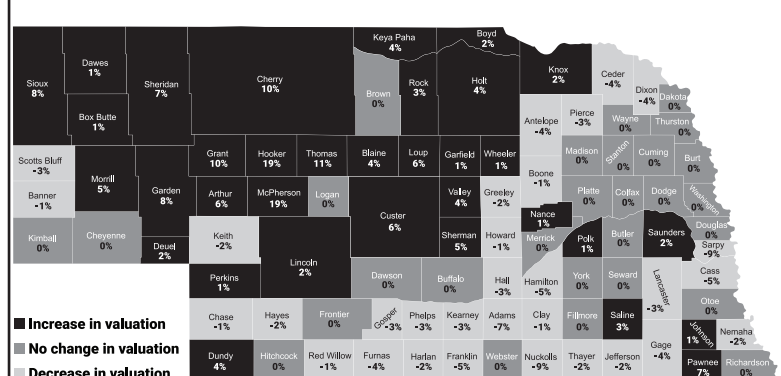 Keya Paha
4%
Boyd
2%
Dawes
1%
Sioux
8%
Sheridan
7%
Cherry
10%
Brown
0%
Rock
3%
Holt
4%
Knox
2%
Ceder
-4%
Dixon
-4%
Dakota
0%
Box Butte
1%
Antelope
-4%
Pierce
-3%
Wayne
0%
Thurston
0%
Scotts Bluff
-3%
Morrill
5%
Garden
8%
Grant
10%
Hooker
19%
Thomas
11%
Blaine
4%
Loup
6%
Garfield
1%
Wheeler
1%
Boone
-1%
Madison
0%
Stanton
0%
Cuming
0%
Burt
0%
Banner
-1%
Arthur
6%
McPherson
19%
Logan
0%
Custer
6%
Valley
4%
Greeley
-2%
Nance
1%
Platte
0%
Colfax
0%
Dodge
0%
Washington
0%
Kimball
0%
Cheyenne
0%
Deuel
2%
Keith
-2%
Lincoln
2%
Sherman
5%
Howard
-1%
Merrick
0%
Polk
1%
Butler
0%
Saunders
2%
Douglas
0%
Sarpy
-9%
Perkins
1%
Dawson
0%
Buffalo
0%
Hall
-3%
Hamilton
-5%
York
0%
Seward
0%
Lancaster
-3%
Cass
-5%
Otoe
0%
Chase
-1%
Hayes
-2%
Frontier
0%
Gosper
-3%
Phelps
-3%
Kearney
-3%
Adams
-7%
Clay
-1%
Fillmore
0%
Saline
3%
Gage
-4%
Johnson
1%
Nemaha
-2%
Dundy
4%
Hitchcock
0%
Red Willow
-1%
Furnas
-4%
Harlan
-2%
Franklin
-5%
Webster
0%
Nuckolls
-9%
Thayer
-2%
Jefferson
-2%
Pawnee
7%
Richardson
0%
Increase in valuation
No change in valuation
Decrease in valuation